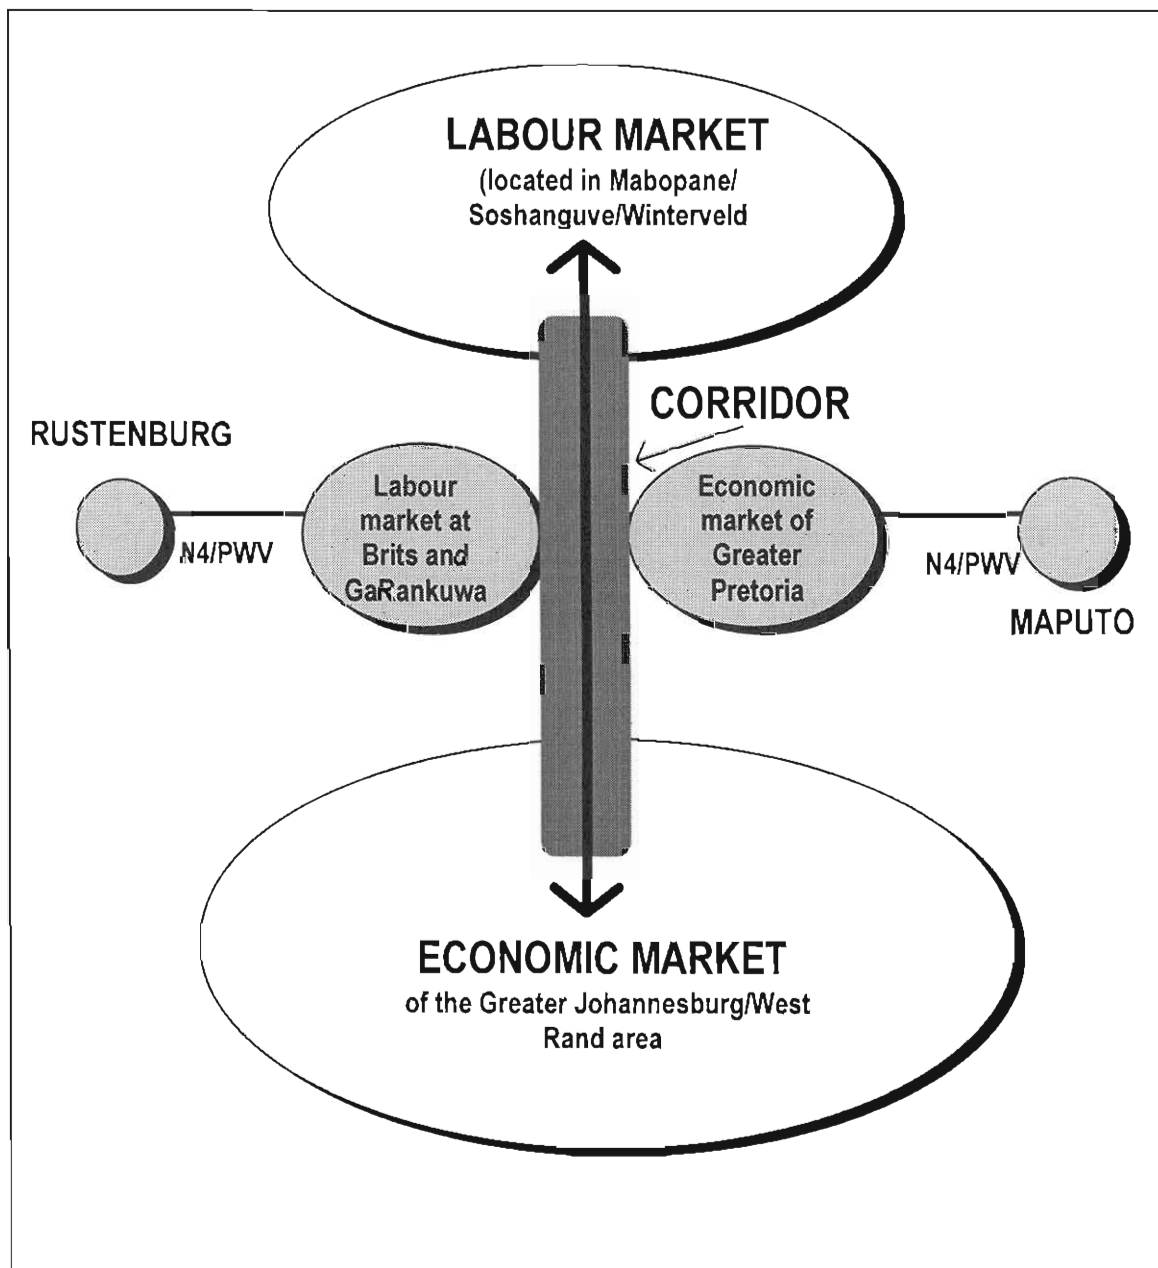 LABOUR MARKET
(located in Mabopane/
Soshanguve/Winterveld
CORRIDOR
RUSTENBURG
Labour
market at
Brits and
GaRankuwa
Economic
market of
Greater
Pretoria
N4/PWV
N4/PWV
MAPUTO
ECONOMIC MARKET
of the Greater Johannesburg/West
Rand area